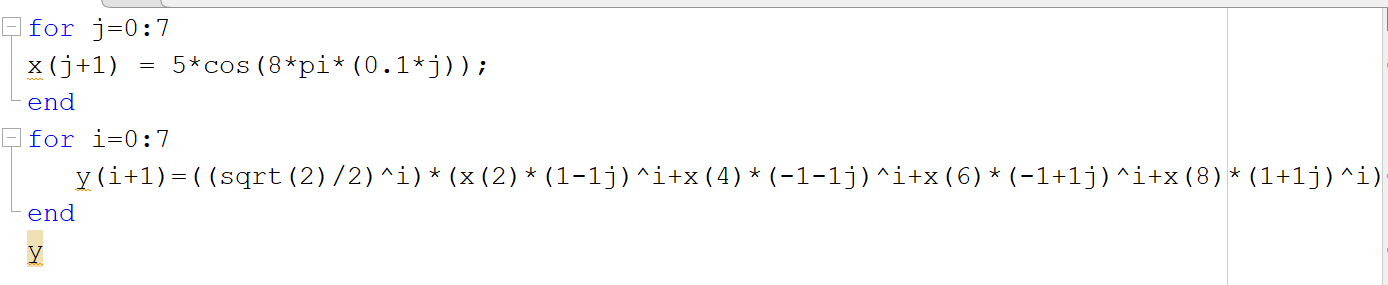 for j=0:7
x(j+1) = 5*cos(8*pi*(0.1*j));
end
for i=0:7
y(i+1)=((sqrt(2)/2)^i)*(x(2)*(1-1j)^i+x(4)*(-1-1j)^i+x(6)*(-1+1j)^i+x(8)*(1+1j)^i)
end
y